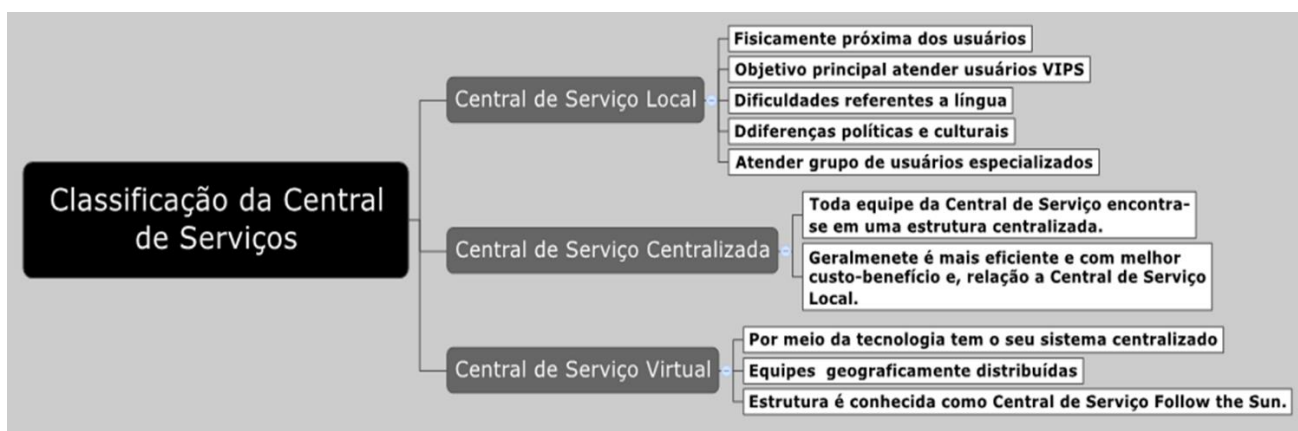 Classificação da Central
de Serviços
Central de Serviço Local
Fisicamente próxima dos usuários
Objetivo principal atender usuários VIPS
Dificuldades referentes a língua
Ddiferenças políticas e culturais
Atender grupo de usuários especializados
Central de Serviço Centralizada
Toda equipe da Central de Serviço encontra-
se em uma estrutura centralizada.
Geralmenete é mais eficiente e com melhor
custo-benefício e, relação a Central de Serviço
Local.
Central de Serviço Virtual
Por meio da tecnologia tem o seu sistema centralizado
Equipes  geograficamente distribuídas
Estrutura é conhecida como Central de Serviço Follow the Sun.